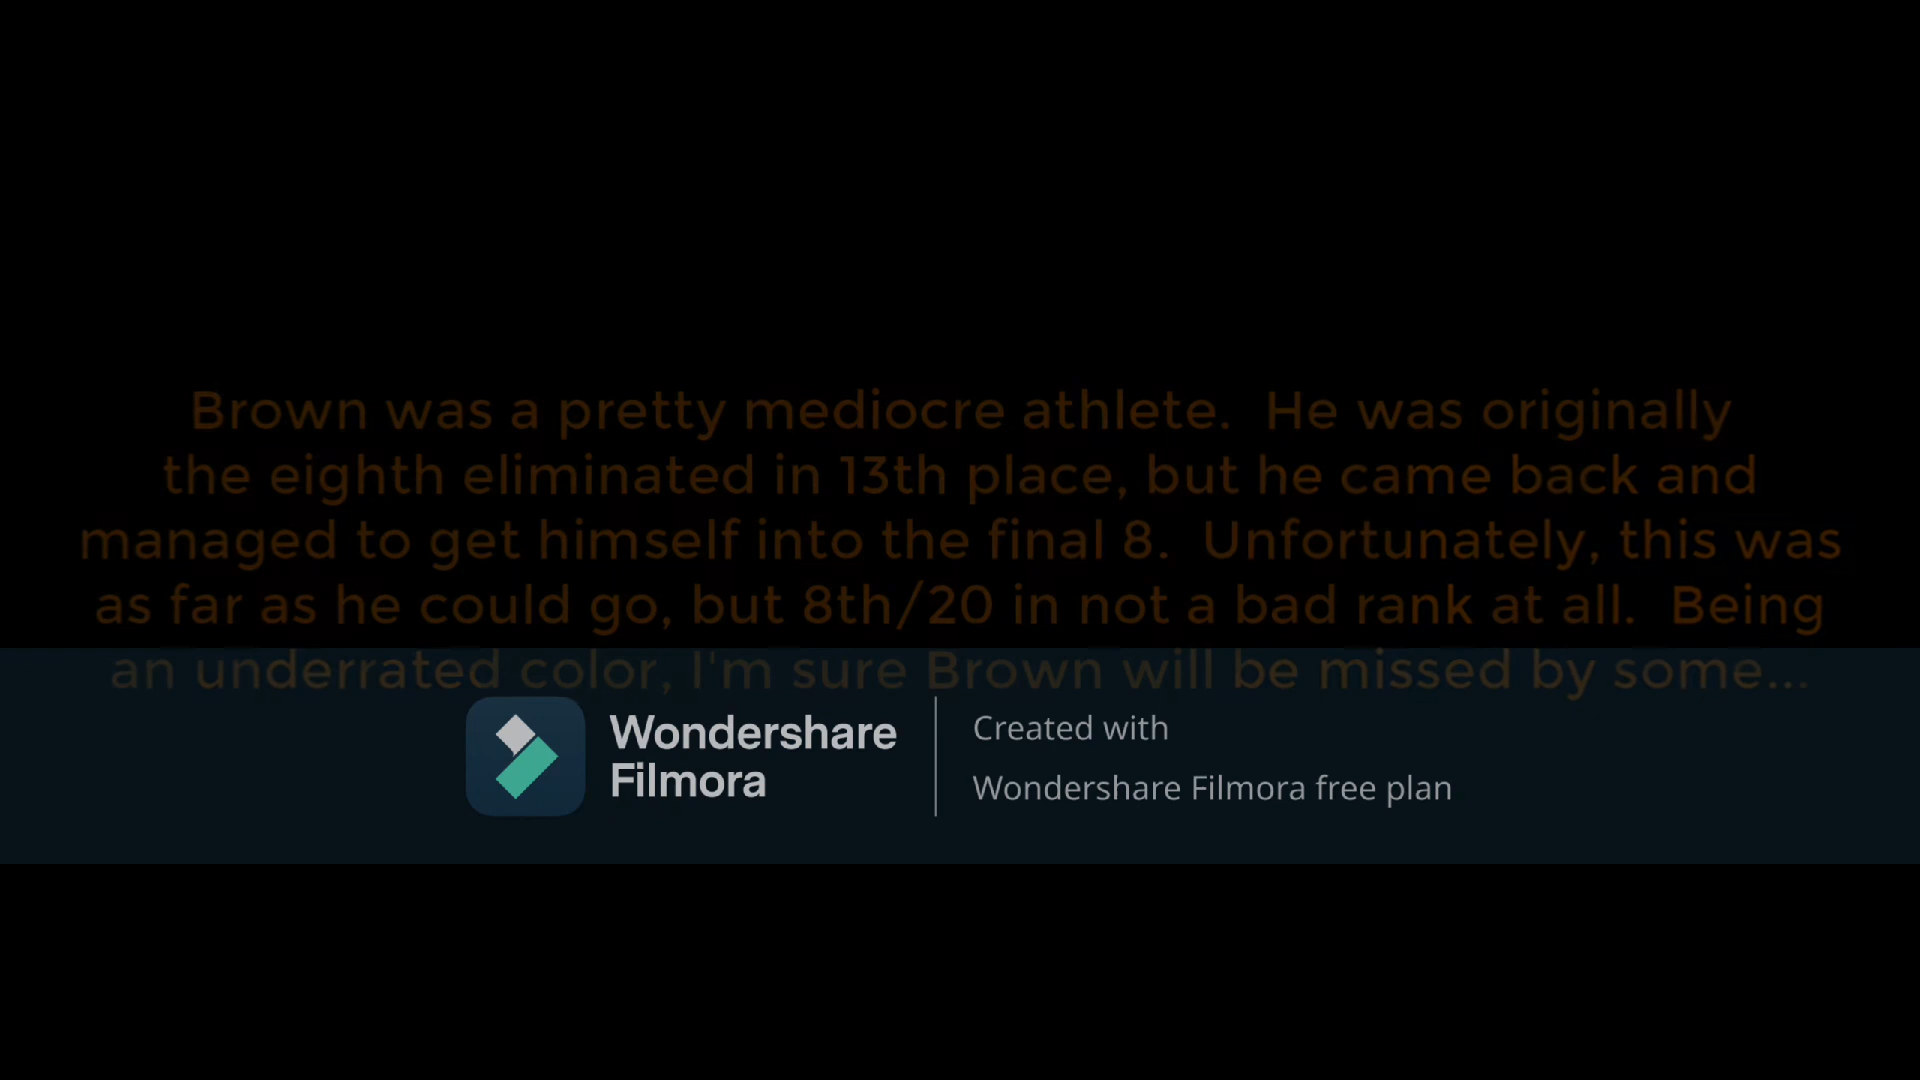 Brown was a pretty mediocre athlete.  He was originally
the eighth eliminated in 13th place, but he came back and
managed to get himself into the final 8.  Unfortunately, this was
as far as he could go, but 8th/20 in not a bad rank at all.  Being
an underrated color, I'm sure Brown will be missed by some...
Wondershare
Filmora
Created with
Wondershare Filmora free plan